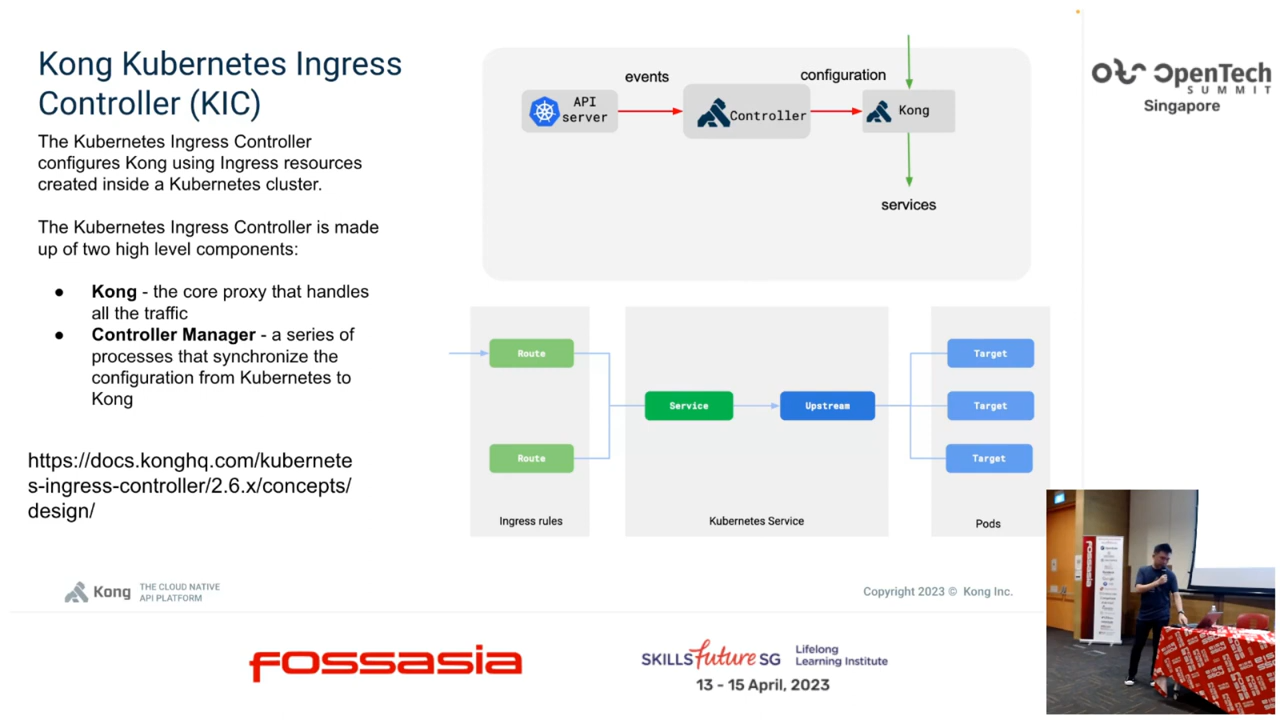 Kong Kubernetes Ingress
Controller (KIC)
The Kubernetes Ingress Controller
configures Kong using Ingress resources
created inside a Kubernetes cluster.
The Kubernetes Ingress Controller is made
up of two high level components:
● Kong - the core proxy that handles
all the traffic
● Controller Manager - a series of
processes that synchronize the
configuration from Kubernetes to
Kong
https://docs.konghq.com/kubernete
s-ingress-controller/2.6.x/concepts/
design/
events
configuration
API
server
Controller
Kong
services
Route
Route
Service
Upstream
Target
Target
Target
Ingress rules
Kubernetes Service
Pods
Kong
THE CLOUD NATIVE
API PLATFORM
Copyright 2023 © Kong Inc.
OpenTech
SUMMIT
Singapore
fossasia
FOSSASIA
SKILLSfuture SG
Lifelong
Learning Institute
13 - 15 April, 2023